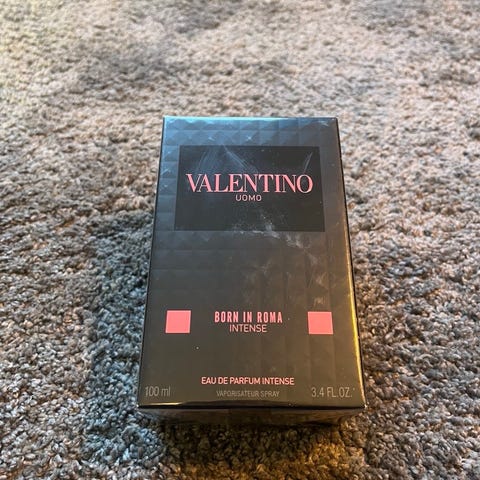 VALENTINO
UOMO
BORN IN ROMA
INTENSE
EAU DE PARFUM INTENSE
100 ml VAPORISATEUR SPRAY 3.4 FL.OZ.